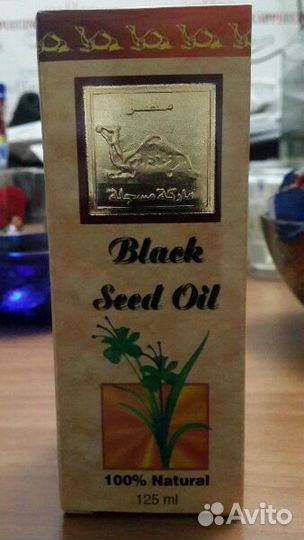 مصر
ماركة مسجلة
Black
Seed Oil
100% Natural
125 ml
Avito